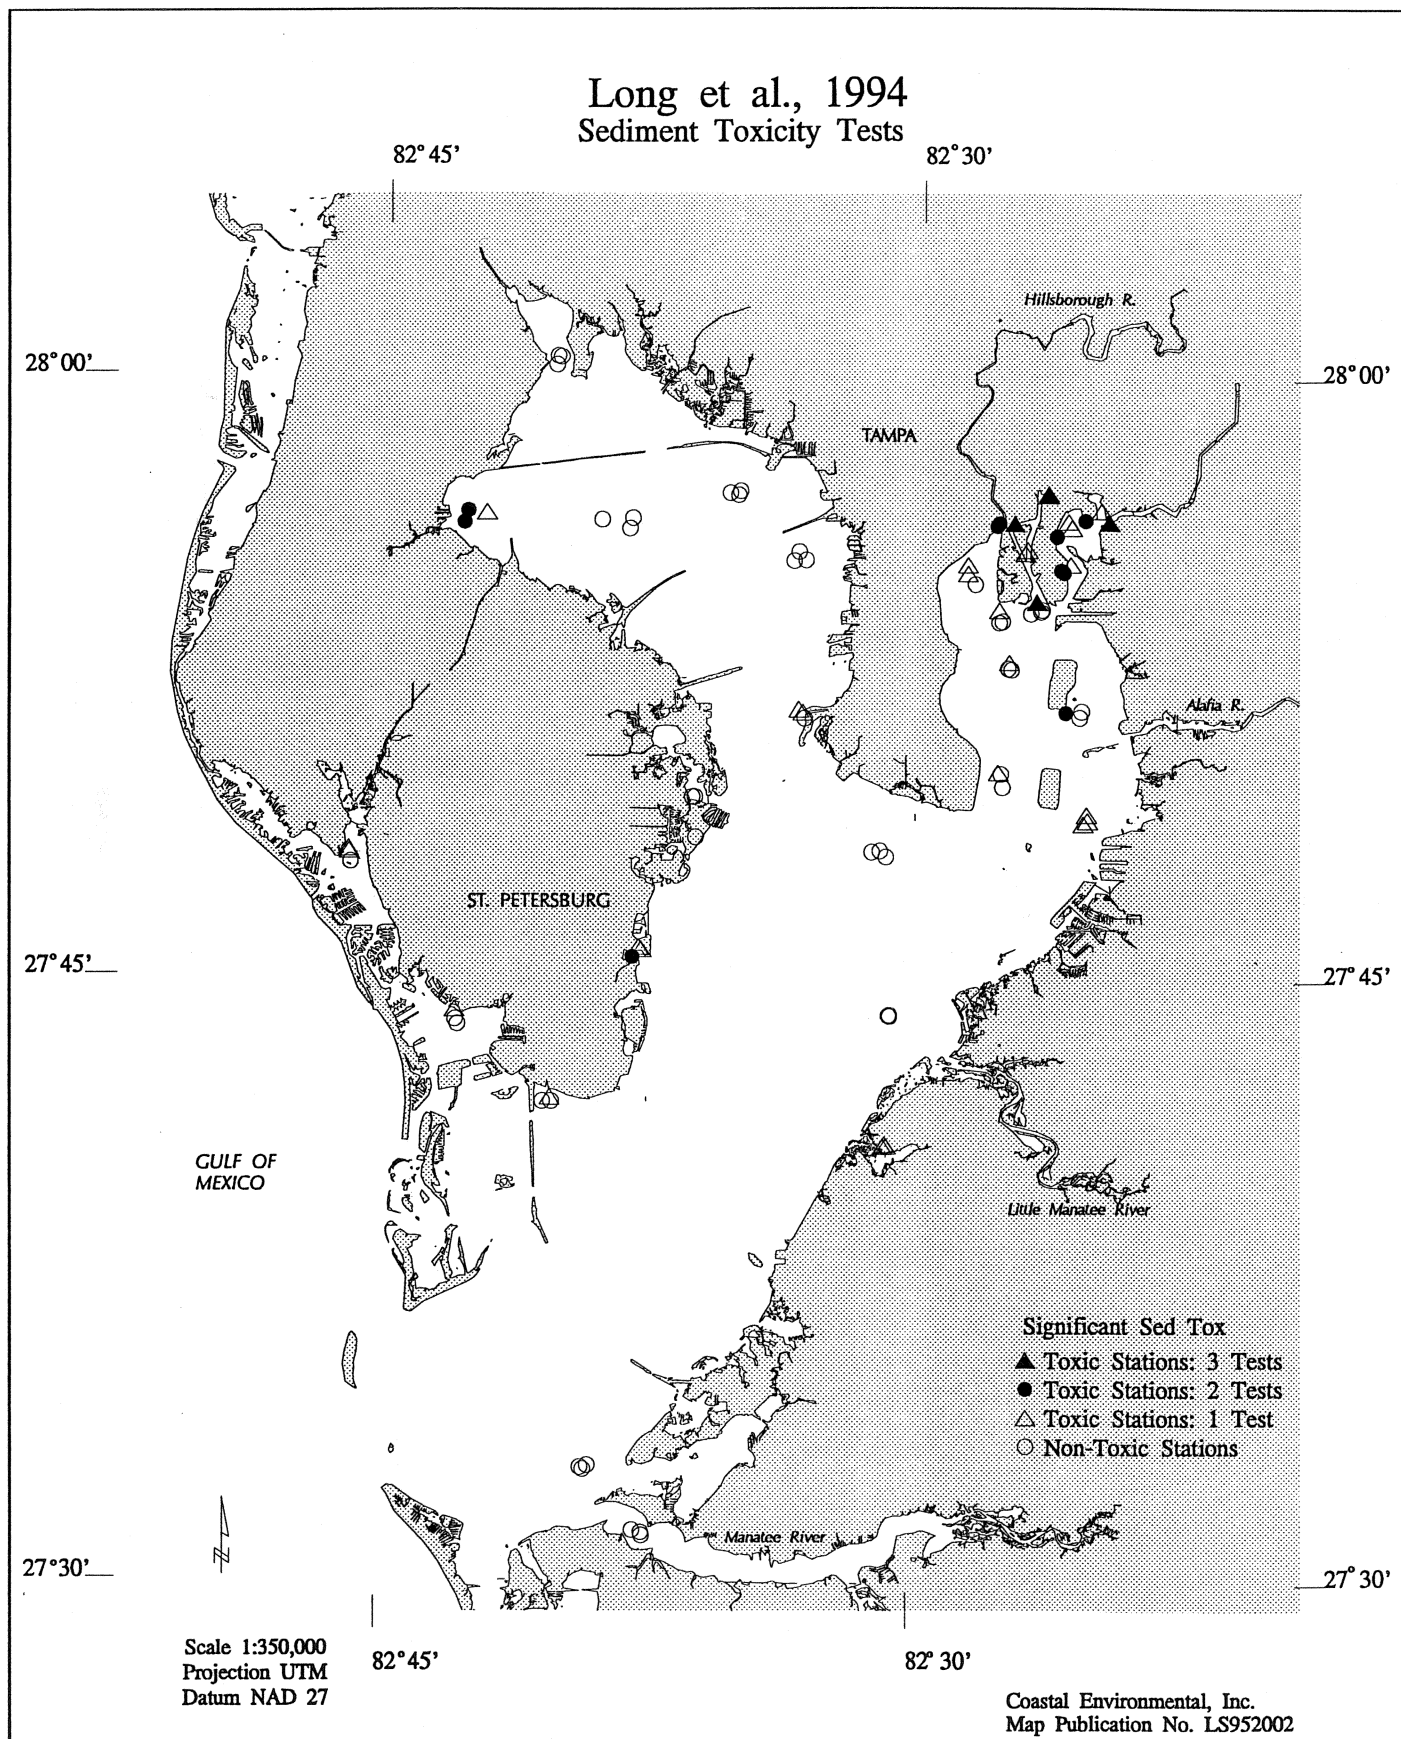 Long et al., 1994
Sediment Toxicity Tests
82°45'
82°30'
Hillsborough R.
28°00'
28°00'
TAMPA
Alafia R.
ST. PETERSBURG
27°45'
27°45'
GULF OF
MEXICO
Little Manatee River
Significant Sed Tox
Toxic Stations: 3 Tests
Toxic Stations: 2 Tests
Toxic Stations: 1 Test
Non-Toxic Stations
Manatee River
27°30'
27°30'
Scale 1:350,000
Projection UTM
Datum NAD 27
82°45'
82°30'
Coastal Environmental, Inc.
Map Publication No. LS952002